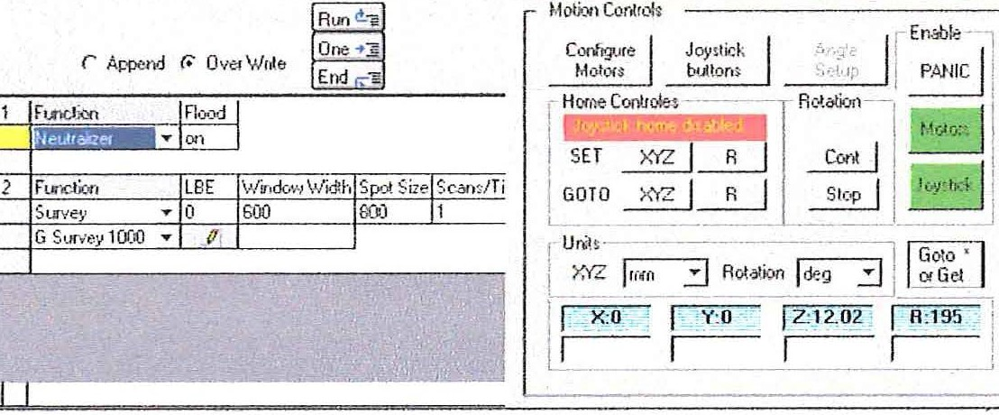 Run
One
End
Append Over Write
1 Function Flood
Neutralizer on
2 Function LBE Window Width Spot Size Scans/Ti
Survey 0 600 600 1
G Survey 1000
Motion Controls
Configure Motors
Joystick buttons
Angle Setup
Enable
PANIC
Motors
Joystick
Home Controles
Joystick home disabled
SET XYZ R
GOTO XYZ R
Rotation
Cont
Stop
Units
XYZ mm Rotation deg
Goto * or Get
X:0 Y:0 Z:12.02 R:195